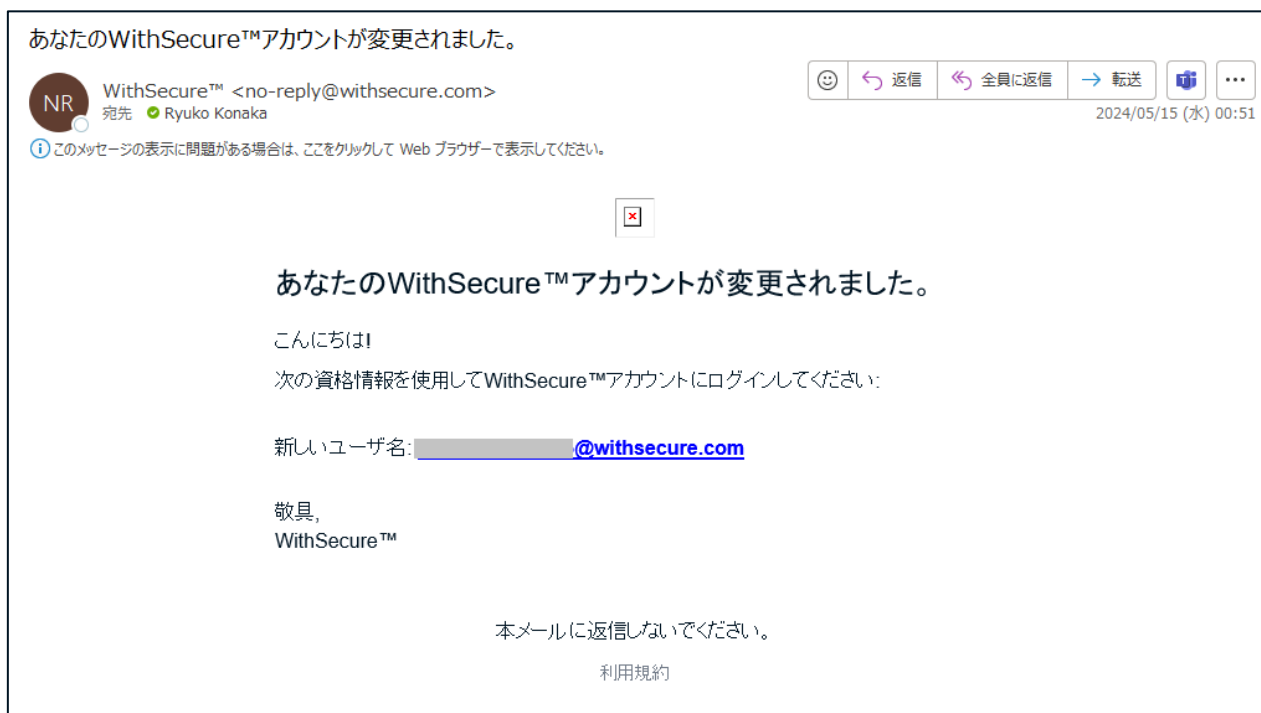 あなたのWithSecure™アカウントが変更されました。
NR
WithSecure™ <no-reply@withsecure.com>
宛先 Ryuko Konaka
返信
全員に返信
転送
2024/05/15 (水) 00:51
このメッセージの表示に問題がある場合は、ここをクリックして Web ブラウザーで表示してください。
あなたのWithSecure™アカウントが変更されました。
こんにちは!
次の資格情報を使用してWithSecure™アカウントにログインしてください:
新しいユーザ名: @withsecure.com
敬具,
WithSecure™
本メールに返信しないでください。
利用規約